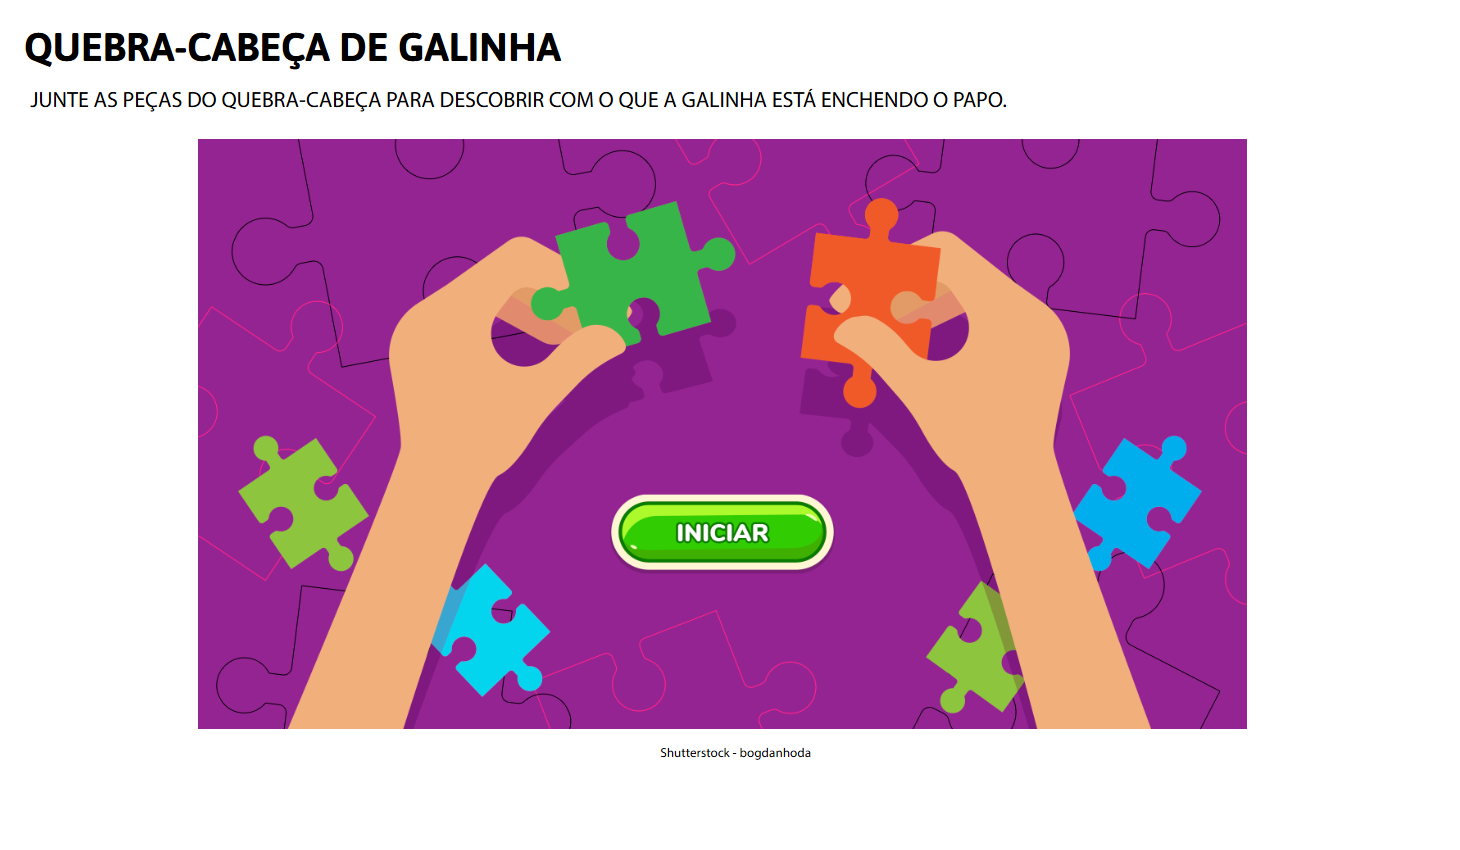 QUEBRA-CABEÇA DE GALINHA
JUNTE AS PEÇAS DO QUEBRA-CABEÇA PARA DESCOBRIR COM O QUE A GALINHA ESTÁ ENCHENDO O PAPO.
INICIAR
Shutterstock - bogdanhoda